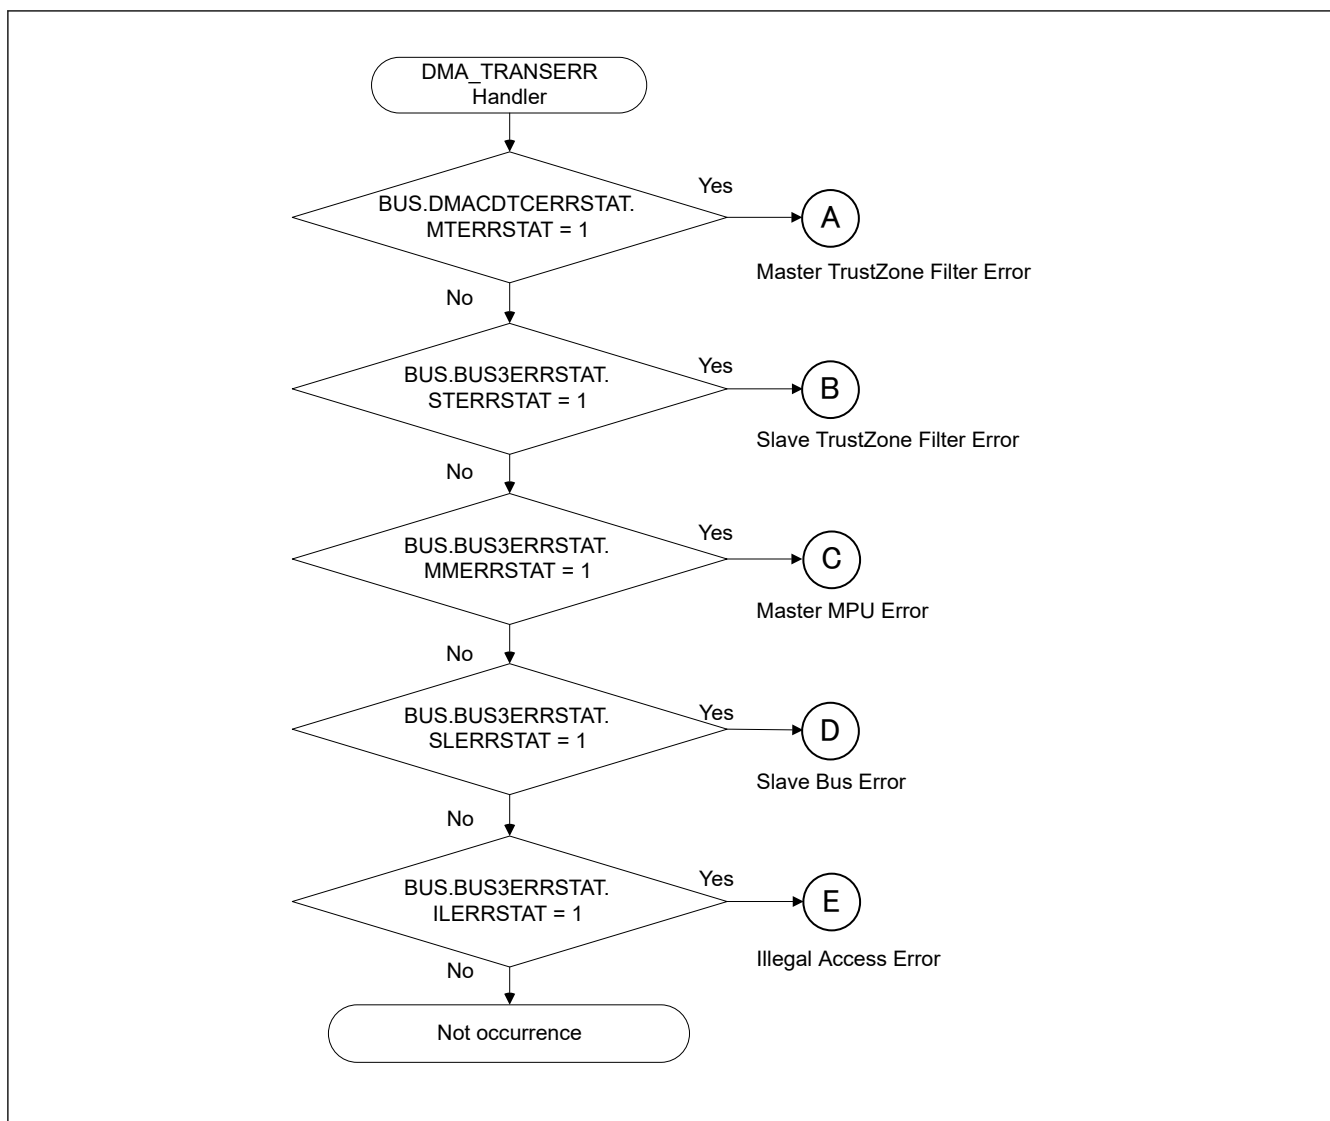 DMA_TRANSERR
Handler
BUS.DMACDTCERRSTAT.
MTERRSTAT = 1
Yes
A
Master TrustZone Filter Error
No
BUS.BUS3ERRSTAT.
STERRSTAT = 1
Yes
B
Slave TrustZone Filter Error
No
BUS.BUS3ERRSTAT.
MMERRSTAT = 1
Yes
C
Master MPU Error
No
BUS.BUS3ERRSTAT.
SLERRSTAT = 1
Yes
D
Slave Bus Error
No
BUS.BUS3ERRSTAT.
ILERRSTAT = 1
Yes
E
Illegal Access Error
No
Not occurrence